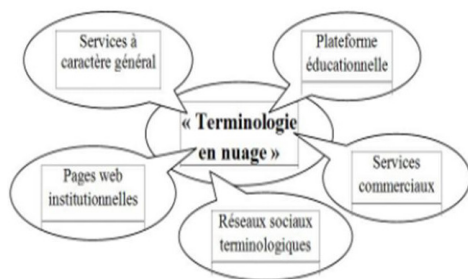 Services à
caractère général
Plateforme
éducationnelle
« Terminologie
en nuage »
Pages web
institutionnelles
Services
commerciaux
Réseaux sociaux
terminologiques